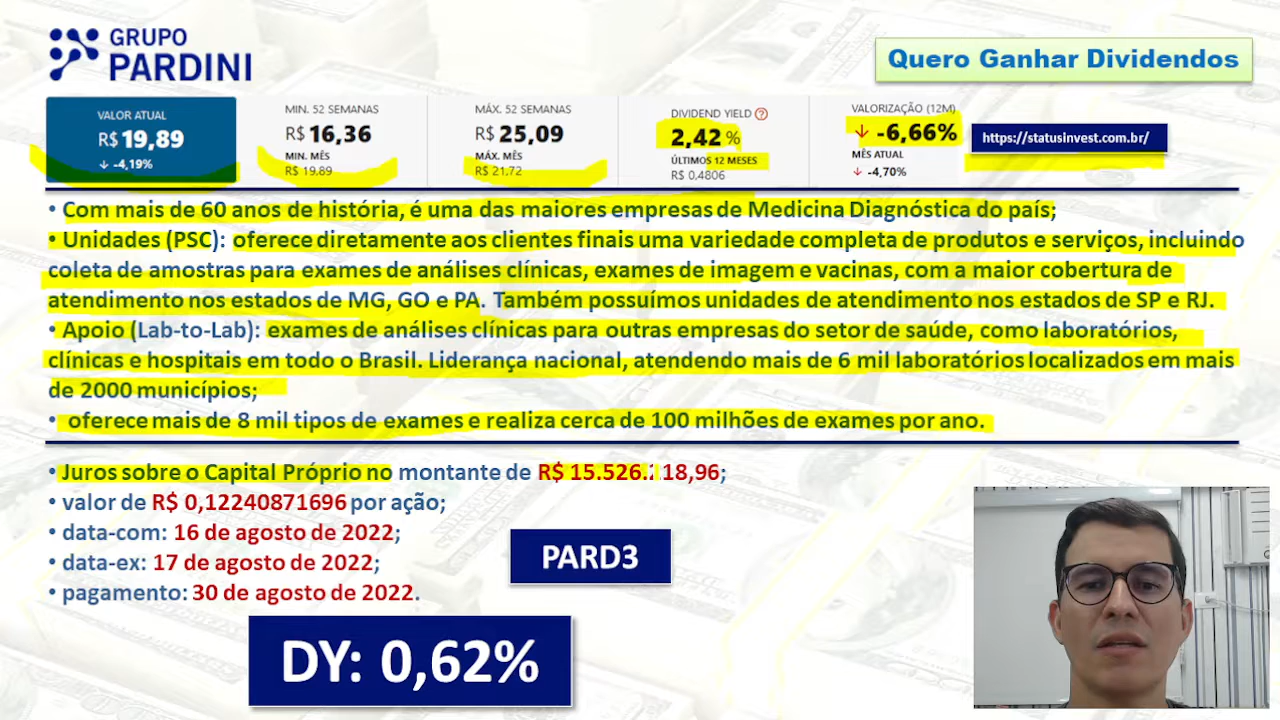 GRUPO
PARDINI
Quero Ganhar Dividendos
VALOR ATUAL
R$ 19,89
↓ -4,19%
MIN. 52 SEMANAS
R$ 16,36
MIN. MÊS
R$ 19,89
MÁX. 52 SEMANAS
R$ 25,09
MÁX. MÊS
R$ 21,72
DIVIDEND YIELD ?
2,42 %
ÚLTIMOS 12 MESES
R$ 0,4806
VALORIZAÇÃO (12M)
↓ -6,66%
MÊS ATUAL
↓ -4,70%
https://statusinvest.com.br/
• Com mais de 60 anos de história, é uma das maiores empresas de Medicina Diagnóstica do país;
• Unidades (PSC): oferece diretamente aos clientes finais uma variedade completa de produtos e serviços, incluindo
coleta de amostras para exames de análises clínicas, exames de imagem e vacinas, com a maior cobertura de
atendimento nos estados de MG, GO e PA. Também possuímos unidades de atendimento nos estados de SP e RJ.
• Apoio (Lab-to-Lab): exames de análises clínicas para outras empresas do setor de saúde, como laboratórios,
clínicas e hospitais em todo o Brasil. Liderança nacional, atendendo mais de 6 mil laboratórios localizados em mais
de 2000 municípios;
• oferece mais de 8 mil tipos de exames e realiza cerca de 100 milhões de exames por ano.
• Juros sobre o Capital Próprio no montante de R$
• valor de R$ 0,12240871696 por ação;
• data-com: 16 de agosto de 2022;
• data-ex: 17 de agosto de 2022;
• pagamento: 30 de agosto de 2022.
PARD3
DY: 0,62%